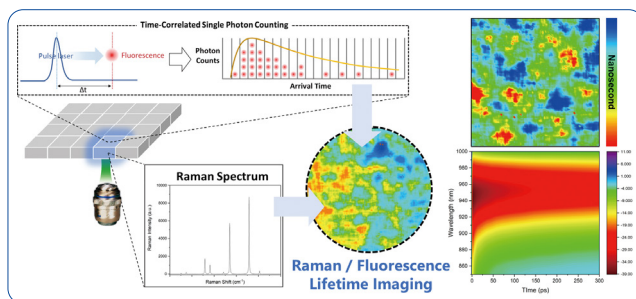 Time-Correlated Single Photon Counting
Pulse laser
Fluorescence
Δt
Photon
Counts
Arrival Time
Raman Spectrum
Raman Intensity (a.u.)
Raman Shift (cm⁻¹)
Raman / Fluorescence
Lifetime Imaging
Nanosecond
Wavelength (nm)
1000
980
960
940
920
900
880
860
0
50
100
150
200
250
300
Time (ps)
11.00